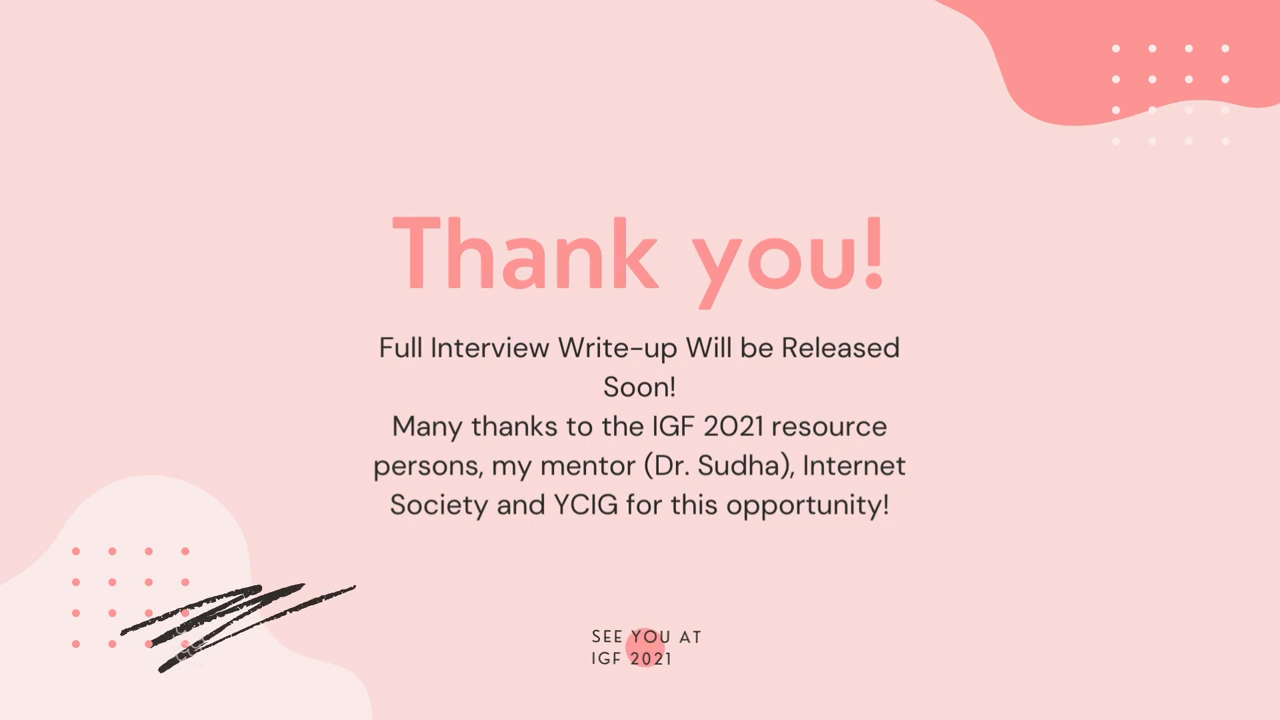 Thank you!
Full Interview Write-up Will be Released
Soon!
Many thanks to the IGF 2021 resource
persons, my mentor (Dr. Sudha), Internet
Society and YCIG for this opportunity!
SEE YOU AT
IGF 2021